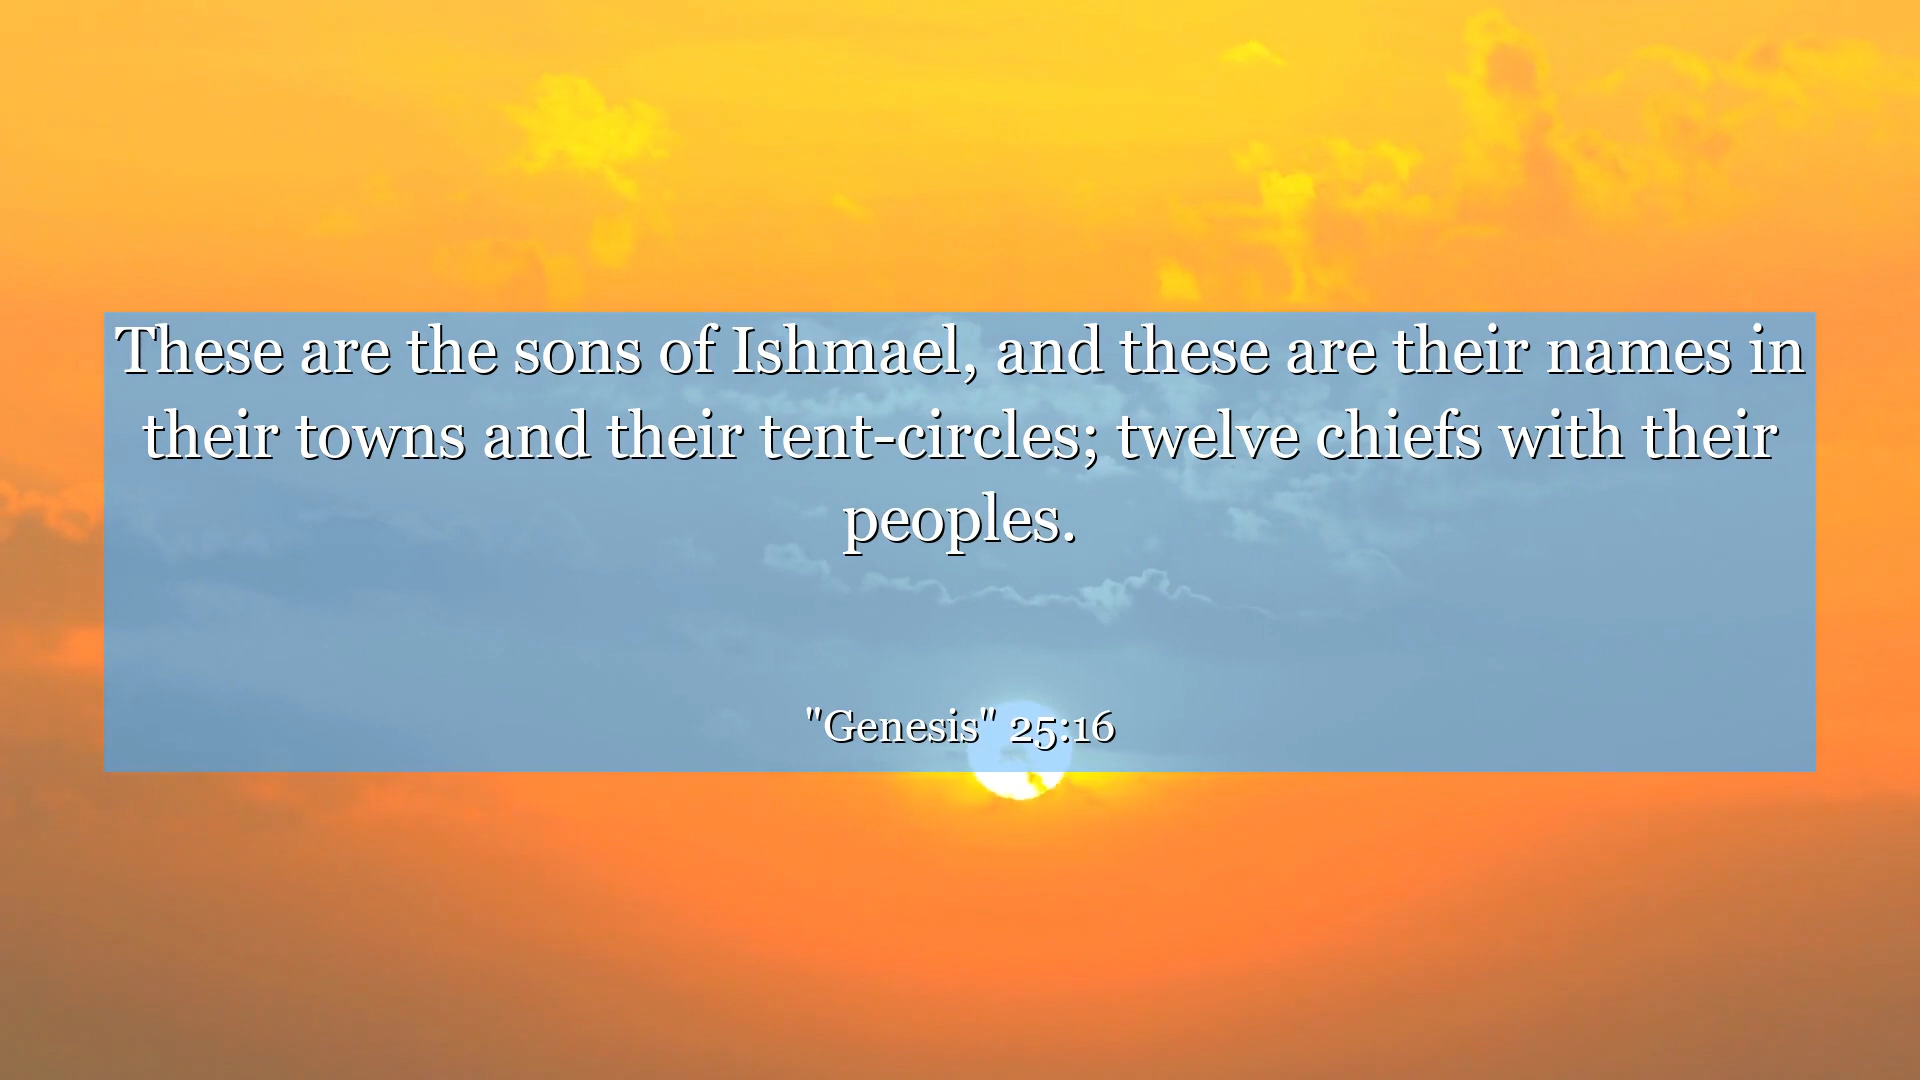 These are the sons of Ishmael, and these are their names in
their towns and their tent-circles; twelve chiefs with their
peoples.
"Genesis" 25:16